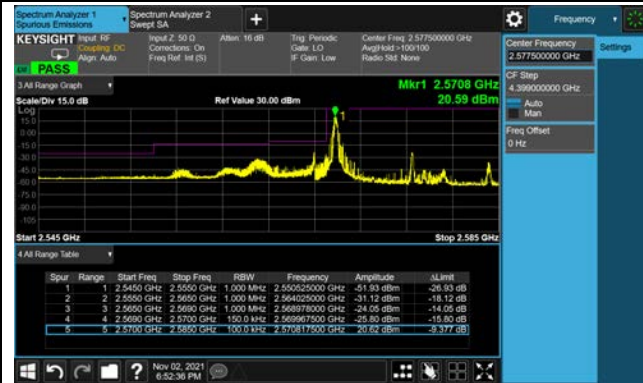 Spectrum Analyzer 1
Spurious Emissions
Spectrum Analyzer 2
Swept SA
Frequency
KEYSIGHT
Input: RF
Coupling: DC
Align: Auto
Input Z: 50 Ω
Corrections: On
Freq Ref: Int (S)
Atten: 16 dB
Trig: Periodic
Gate: LO
IF Gain: Low
Center Freq: 2.577500000 GHz
Avg|Hold:>100/100
Radio Std: None
PASS
Center Frequency
2.577500000 GHz
Settings
CF Step
4.399000000 GHz
Auto
Man
Freq Offset
0 Hz
3 All Range Graph
Mkr1 2.5708 GHz
20.59 dBm
Scale/Div 15.0 dB
Ref Value 30.00 dBm
Log
15.0
0.00
-15.0
-30.0
-45.0
-60.0
-75.0
-90.0
-105
1
Start 2.545 GHz
Stop 2.585 GHz
4 All Range Table
Spur Range Start Freq Stop Freq RBW Frequency Amplitude ΔLimit
1 1 2.5450 GHz 2.5550 GHz 1.000 MHz 2.550525000 GHz -51.93 dBm -26.93 dB
2 2 2.5550 GHz 2.5650 GHz 1.000 MHz 2.564025000 GHz -31.12 dBm -18.12 dB
3 3 2.5650 GHz 2.5690 GHz 1.000 MHz 2.568978000 GHz -24.05 dBm -14.05 dB
4 4 2.5690 GHz 2.5700 GHz 150.0 kHz 2.569967500 GHz -25.80 dBm -15.80 dB
5 5 2.5700 GHz 2.5850 GHz 100.0 kHz 2.570817500 GHz 20.62 dBm -9.377 dB
Nov 02, 2021
6:52:36 PM